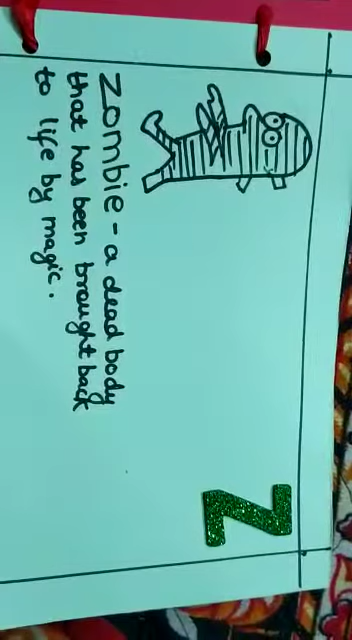 Z
Zombie - a dead body
that has been brought back
to life by magic.